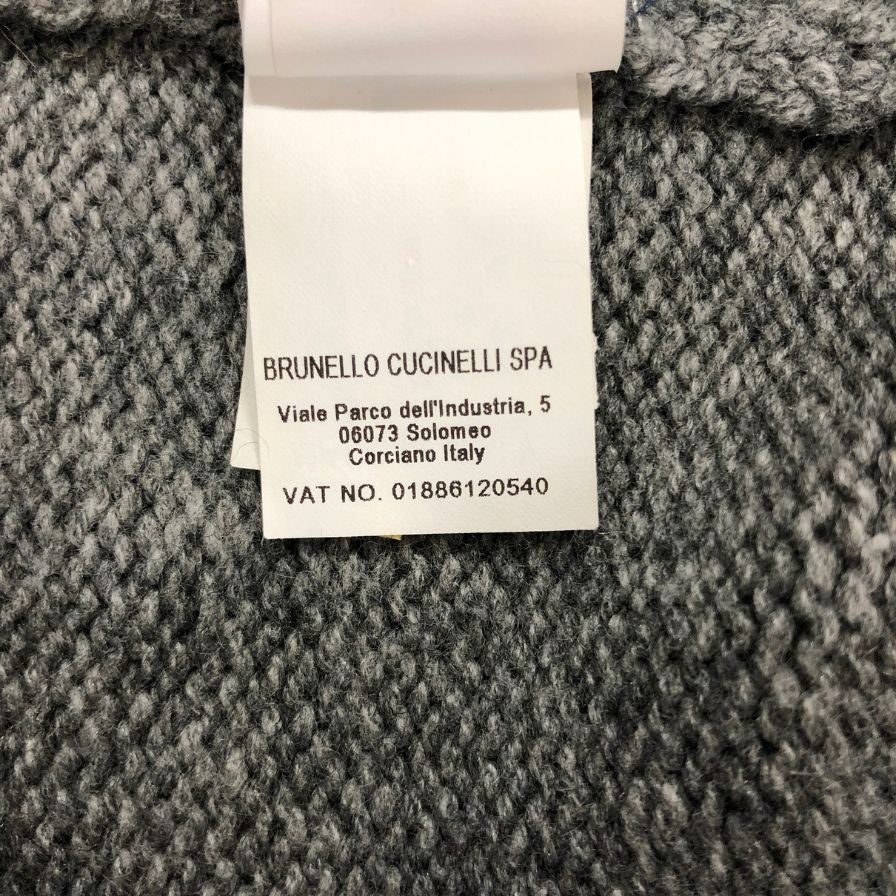 BRUNELLO CUCINELLI SPA
Viale Parco dell'Industria, 5
06073 Solomeo
Corciano Italy
VAT NO. 01886120540